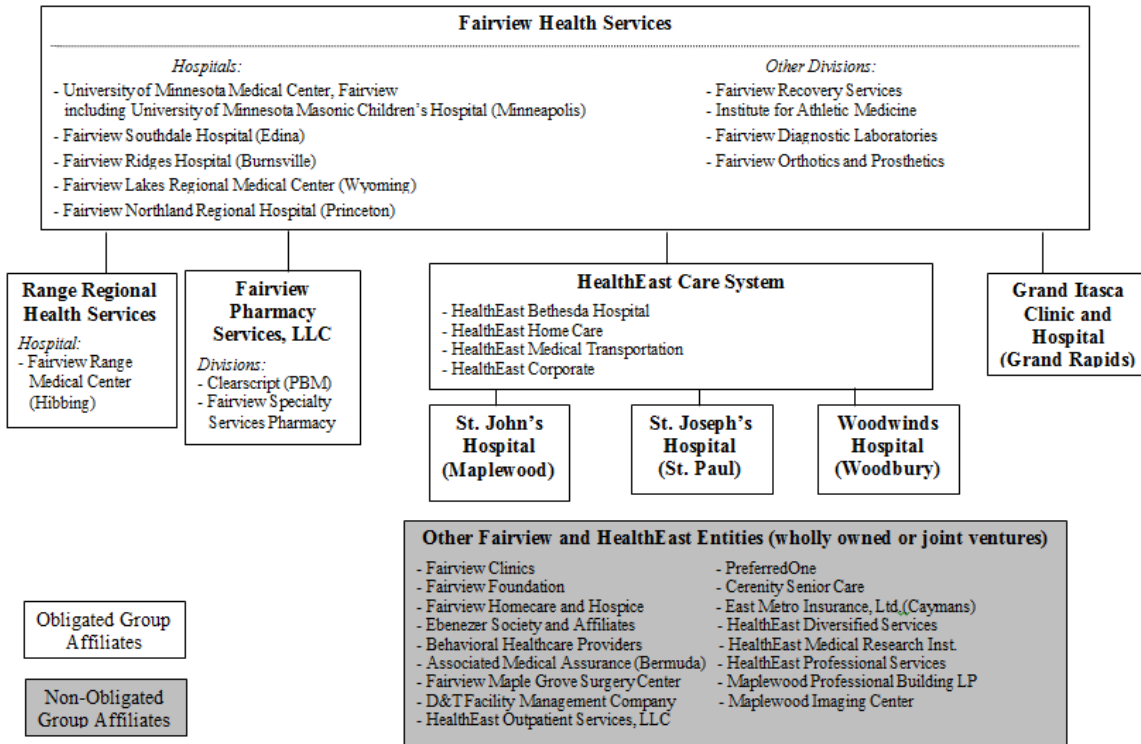 Fairview Health Services
Hospitals:
- University of Minnesota Medical Center, Fairview
including University of Minnesota Masonic Children's Hospital (Minneapolis)
- Fairview Southdale Hospital (Edina)
- Fairview Ridges Hospital (Burnsville)
- Fairview Lakes Regional Medical Center (Wyoming)
- Fairview Northland Regional Hospital (Princeton)
Other Divisions:
- Fairview Recovery Services
- Institute for Athletic Medicine
- Fairview Diagnostic Laboratories
- Fairview Orthotics and Prosthetics
Range Regional
Health Services
Hospital:
- Fairview Range
Medical Center
(Hibbing)
Fairview
Pharmacy
Services, LLC
Divisions:
- Clearscript (PBM)
- Fairview Specialty
Services Pharmacy
HealthEast Care System
- HealthEast Bethesda Hospital
- HealthEast Home Care
- HealthEast Medical Transportation
- HealthEast Corporate
Grand Itasca
Clinic and
Hospital
(Grand Rapids)
St. John's
Hospital
(Maplewood)
St. Joseph's
Hospital
(St. Paul)
Woodwinds
Hospital
(Woodbury)
Other Fairview and HealthEast Entities (wholly owned or joint ventures)
- Fairview Clinics
- Fairview Foundation
- Fairview Homecare and Hospice
- Ebenezer Society and Affiliates
- Behavioral Healthcare Providers
- Associated Medical Assurance (Bermuda)
- Fairview Maple Grove Surgery Center
- D&T Facility Management Company
- HealthEast Outpatient Services, LLC
- PreferredOne
- Cerenity Senior Care
- East Metro Insurance, Ltd,(Caymans)
- HealthEast Diversified Services
- HealthEast Medical Research Inst.
- HealthEast Professional Services
- Maplewood Professional Building LP
- Maplewood Imaging Center
Obligated Group
Affiliates
Non-Obligated
Group Affiliates